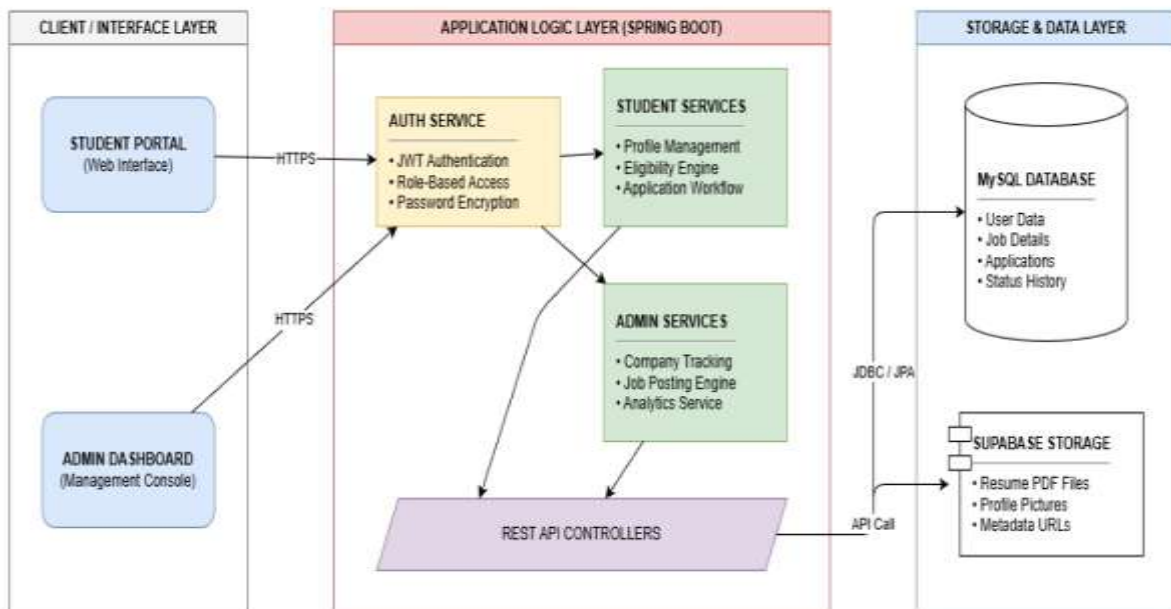 CLIENT / INTERFACE LAYER
STUDENT PORTAL
(Web Interface)
HTTPS
HTTPS
ADMIN DASHBOARD
(Management Console)
APPLICATION LOGIC LAYER (SPRING BOOT)
AUTH SERVICE
• JWT Authentication
• Role-Based Access
• Password Encryption
STUDENT SERVICES
• Profile Management
• Eligibility Engine
• Application Workflow
ADMIN SERVICES
• Company Tracking
• Job Posting Engine
• Analytics Service
REST API CONTROLLERS
JDBC / JPA
API Call
STORAGE & DATA LAYER
MySQL DATABASE
• User Data
• Job Details
• Applications
• Status History
SUPABASE STORAGE
• Resume PDF Files
• Profile Pictures
• Metadata URLs